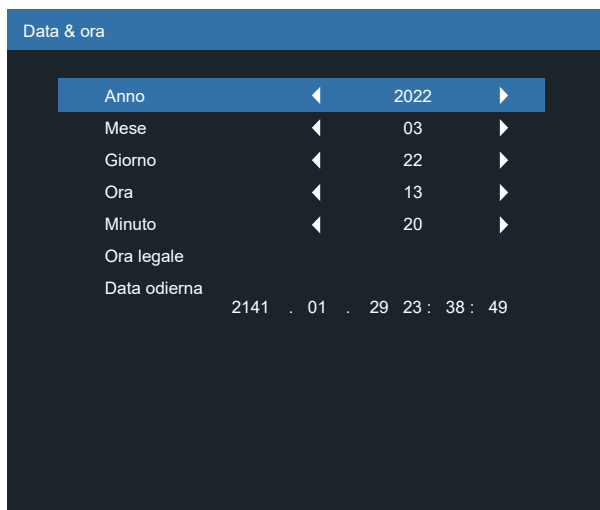 Data & ora
Anno 2022
Mese 03
Giorno 22
Ora 13
Minuto 20
Ora legale
Data odierna
2141 . 01 . 29 23 : 38 : 49